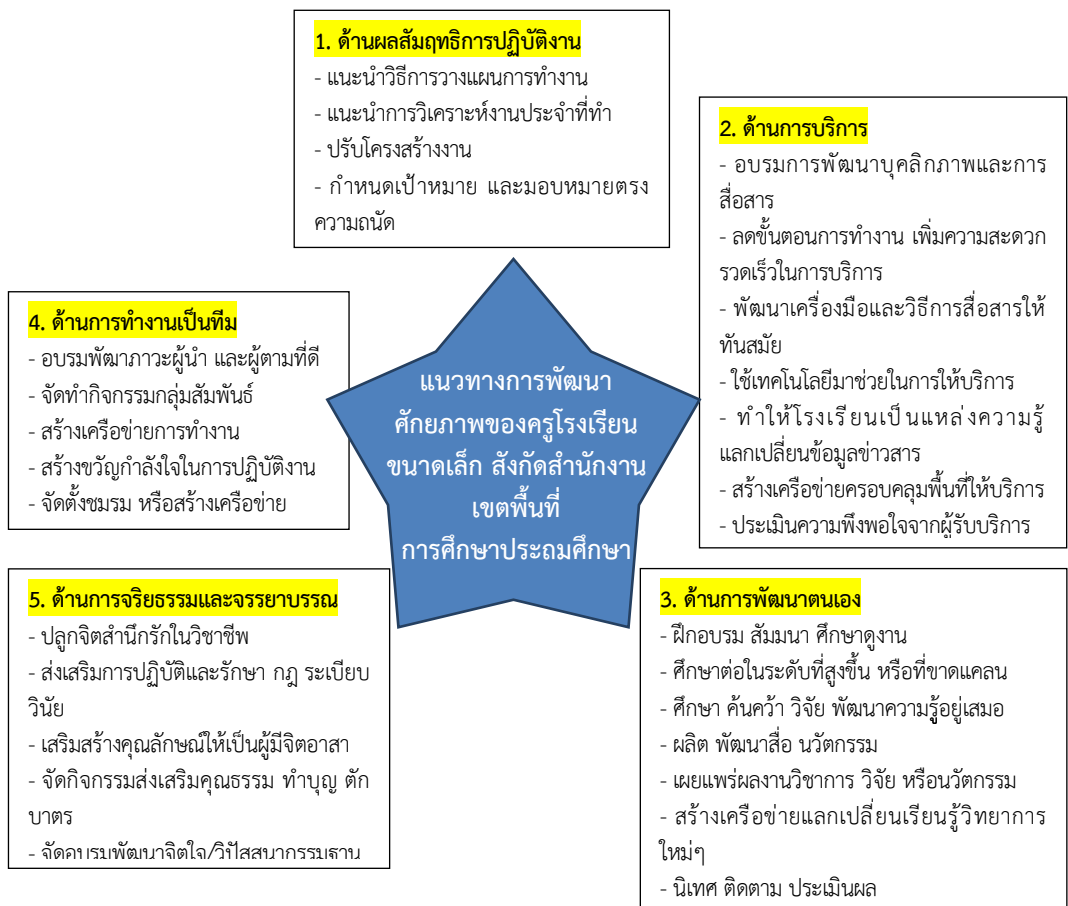 1. ด้านผลสัมฤทธิการปฏิบัติงาน
- แนะนำวิธีการวางแผนการทำงาน
- แนะนำการวิเคราะห์งานประจำที่ทำ
- ปรับโครงสร้างงาน
- กำหนดเป้าหมาย และมอบหมายตรง
ความถนัด
2. ด้านการบริการ
- อบรมการพัฒนาบุคลิกภาพและการ
สื่อสาร
- ลดขั้นตอนการทำงาน เพิ่มความสะดวก
รวดเร็วในการบริการ
- พัฒนาเครื่องมือและวิธีการสื่อสารให้
ทันสมัย
- ใช้เทคโนโลยีมาช่วยในการให้บริการ
- ทำให้โรงเรียนเป็นแหล่งความรู้
แลกเปลี่ยนข้อมูลข่าวสาร
- สร้างเครือข่ายครอบคลุมพื้นที่ให้บริการ
- ประเมินความพึงพอใจจากผู้รับบริการ
4. ด้านการทำงานเป็นทีม
- อบรมพัฒาภาวะผู้นำ และผู้ตามที่ดี
- จัดทำกิจกรรมกลุ่มสัมพันธ์
- สร้างเครือข่ายการทำงาน
- สร้างขวัญกำลังใจในการปฏิบัติงาน
- จัดตั้งชมรม หรือสร้างเครือข่าย
แนวทางการพัฒนา
ศักยภาพของครูโรงเรียน
ขนาดเล็ก สังกัดสำนักงาน
เขตพื้นที่
การศึกษาประถมศึกษา
5. ด้านการจริยธรรมและจรรยาบรรณ
- ปลูกจิตสำนึกรักในวิชาชีพ
- ส่งเสริมการปฏิบัติและรักษา กฎ ระเบียบ
วินัย
- เสริมสร้างคุณลักษณ์ให้เป็นผู้มีจิตอาสา
- จัดกิจกรรมส่งเสริมคุณธรรม ทำบุญ ตัก
บาตร
- จัดอบรมพัฒนาจิตใจ/วิปัสสนากรรมฐาน
3. ด้านการพัฒนาตนเอง
- ฝึกอบรม สัมมนา ศึกษาดูงาน
- ศึกษาต่อในระดับที่สูงขึ้น หรือที่ขาดแคลน
- ศึกษา ค้นคว้า วิจัย พัฒนาความรู้อยู่เสมอ
- ผลิต พัฒนาสื่อ นวัตกรรม
- เผยแพร่ผลงานวิชาการ วิจัย หรือนวัตกรรม
- สร้างเครือข่ายแลกเปลี่ยนเรียนรู้วิทยาการ
ใหม่ๆ
- นิเทศ ติดตาม ประเมินผล